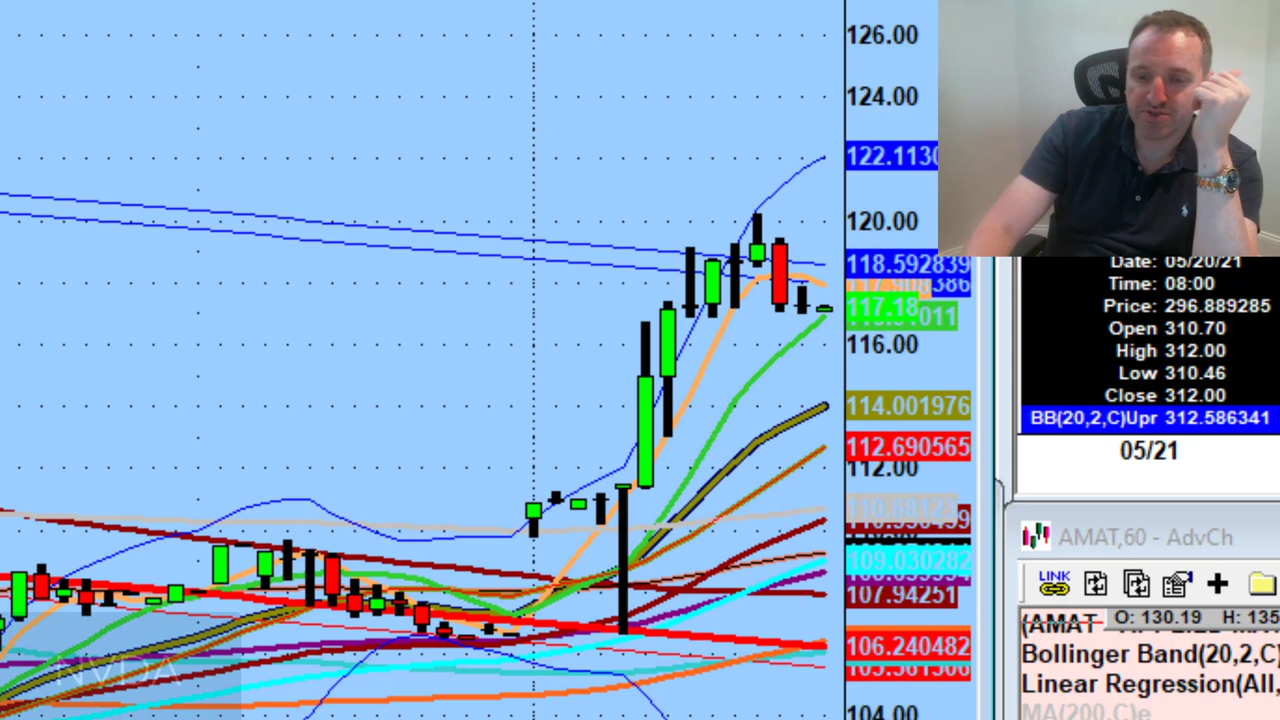 126.00
124.00
122.1130
120.00
118.592839
117.18
116.00
114.001976
112.690565
112.00
109.030282
107.94251
106.240482
104.00
NVDA
Date: 05/20/21
Time: 08:00
Price: 296.889285
Open 310.70
High 312.00
Low 310.46
Close 312.00
BB(20,2,C)Upr 312.586341
05/21
AMAT,60 - AdvCh
LINK
(AMAT
O: 130.19 H: 135
Bollinger Band(20,2,C)
Linear Regression(All,
MA(200,C)e